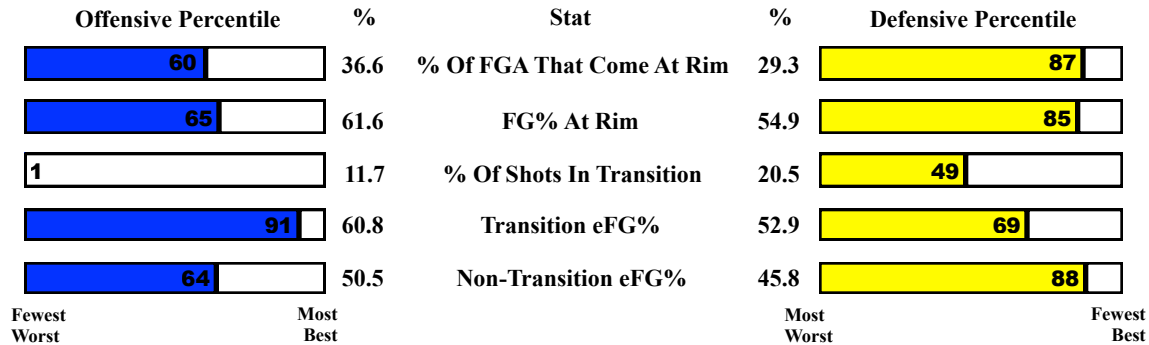 Offensive Percentile % Stat % Defensive Percentile
60 36.6 % Of FGA That Come At Rim 29.3 87
65 61.6 FG% At Rim 54.9 85
1 11.7 % Of Shots In Transition 20.5 49
91 60.8 Transition eFG% 52.9 69
64 50.5 Non-Transition eFG% 45.8 88
Fewest Most Most Fewest
Worst Best Worst Best